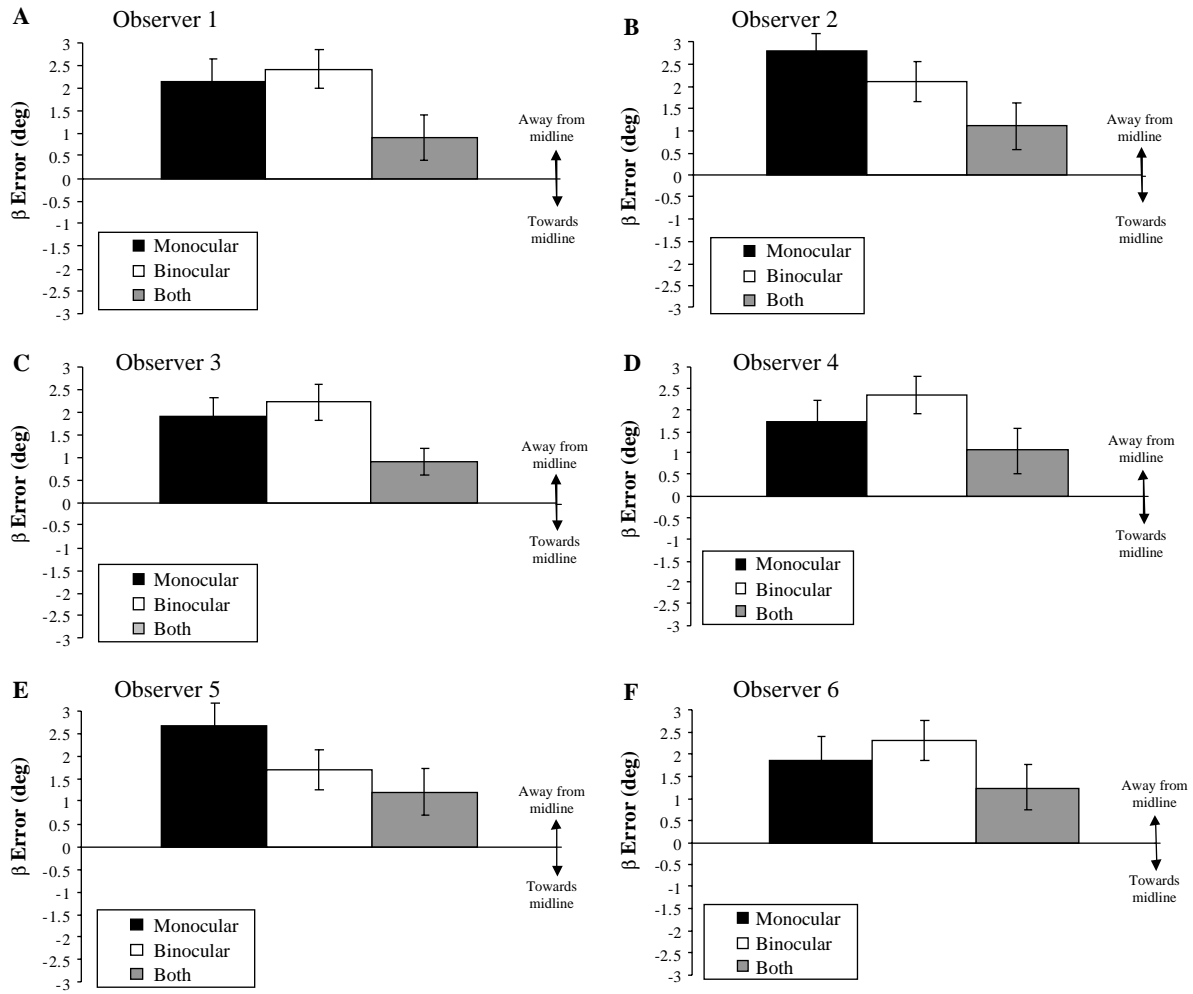 A
Observer 1
β Error (deg)
3
2.5
2
1.5
1
0.5
0
-0.5
-1
-1.5
-2
-2.5
-3
Away from
midline
Towards
midline
Monocular
Binocular
Both
B
Observer 2
β Error (deg)
3
2.5
2
1.5
1
0.5
0
-0.5
-1
-1.5
-2
-2.5
-3
Away from
midline
Towards
midline
Monocular
Binocular
Both
C
Observer 3
β Error (deg)
3
2.5
2
1.5
1
0.5
0
-0.5
-1
-1.5
-2
-2.5
-3
Away from
midline
Towards
midline
Monocular
Binocular
Both
D
Observer 4
β Error (deg)
3
2.5
2
1.5
1
0.5
0
-0.5
-1
-1.5
-2
-2.5
-3
Away from
midline
Towards
midline
Monocular
Binocular
Both
E
Observer 5
β Error (deg)
3
2.5
2
1.5
1
0.5
0
-0.5
-1
-1.5
-2
-2.5
-3
Away from
midline
Towards
midline
Monocular
Binocular
Both
F
Observer 6
β Error (deg)
3
2.5
2
1.5
1
0.5
0
-0.5
-1
-1.5
-2
-2.5
-3
Away from
midline
Towards
midline
Monocular
Binocular
Both